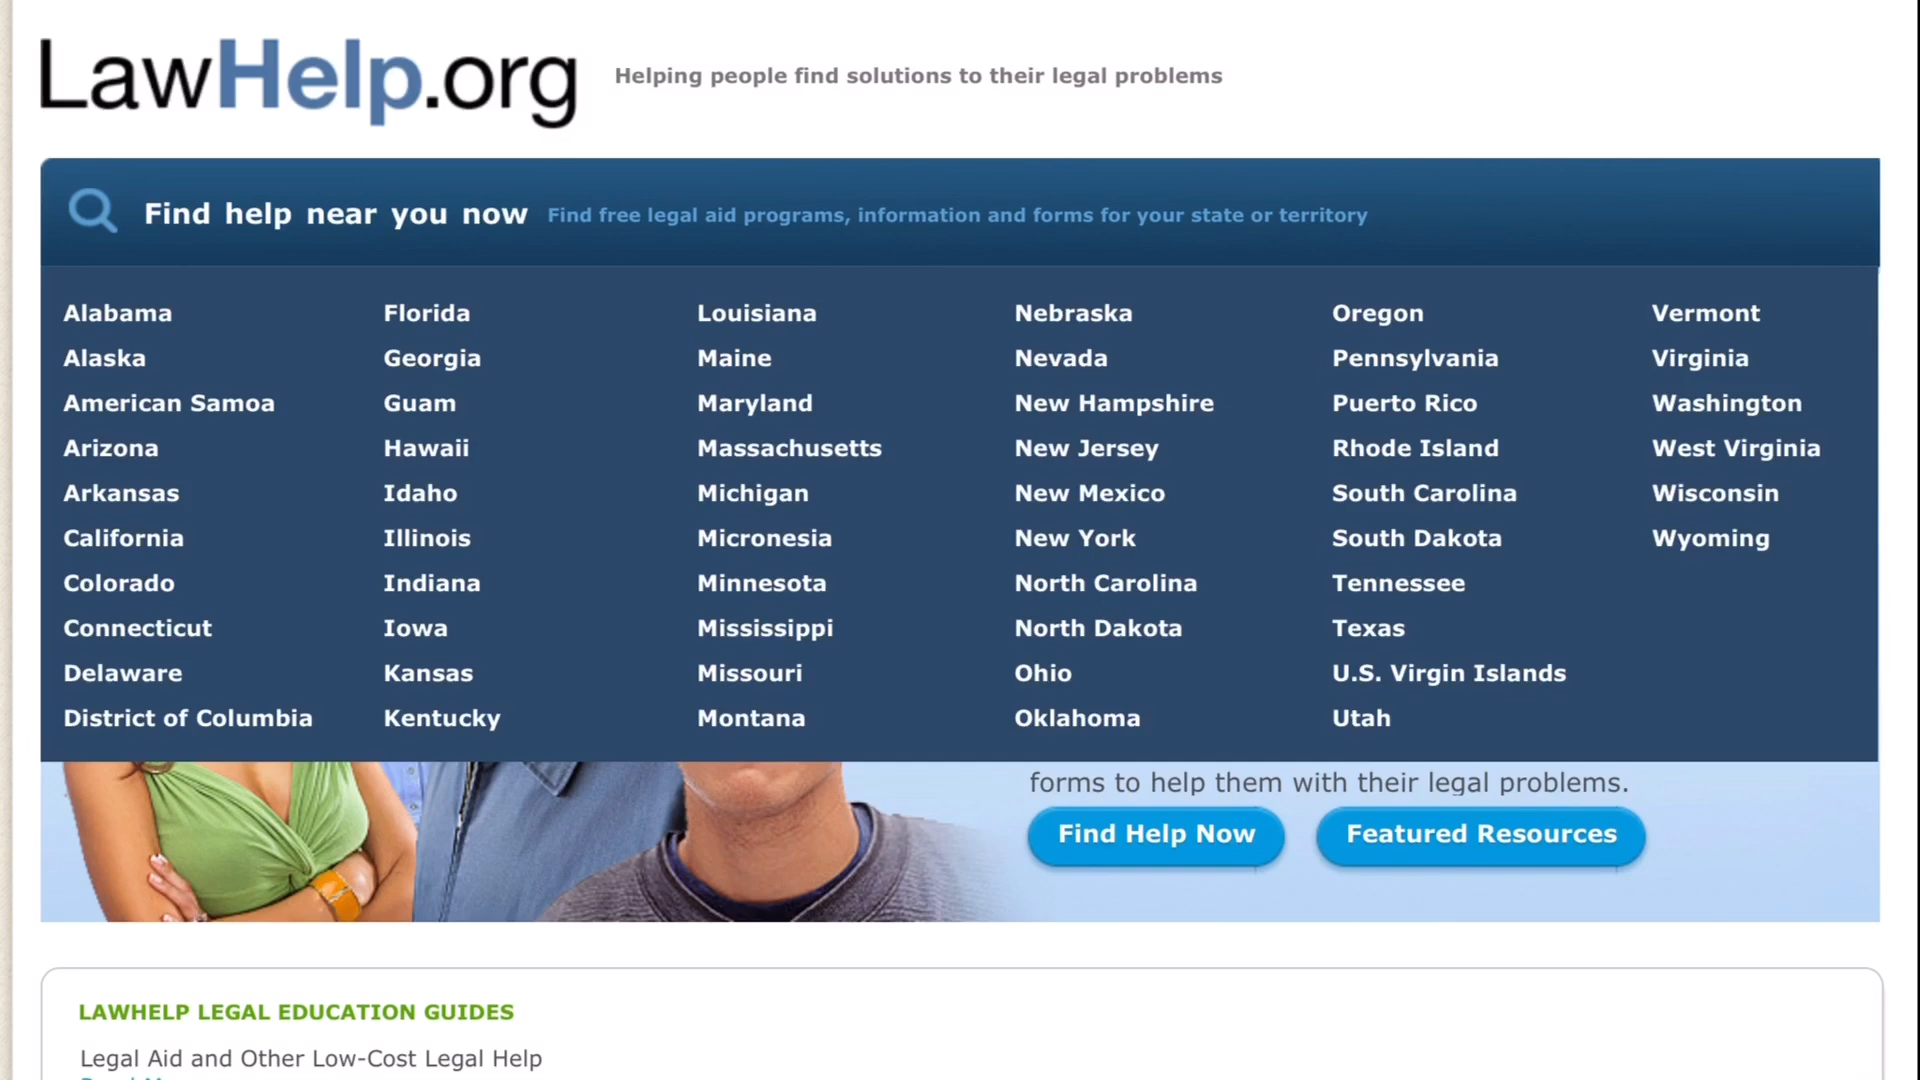 LawHelp.org
Helping people find solutions to their legal problems
Find help near you now
Find free legal aid programs, information and forms for your state or territory
Alabama
Alaska
American Samoa
Arizona
Arkansas
California
Colorado
Connecticut
Delaware
District of Columbia
Florida
Georgia
Guam
Hawaii
Idaho
Illinois
Indiana
Iowa
Kansas
Kentucky
Louisiana
Maine
Maryland
Massachusetts
Michigan
Micronesia
Minnesota
Mississippi
Missouri
Montana
Nebraska
Nevada
New Hampshire
New Jersey
New Mexico
New York
North Carolina
North Dakota
Ohio
Oklahoma
Oregon
Pennsylvania
Puerto Rico
Rhode Island
South Carolina
South Dakota
Tennessee
Texas
U.S. Virgin Islands
Utah
Vermont
Virginia
Washington
West Virginia
Wisconsin
Wyoming
forms to help them with their legal problems.
Find Help Now
Featured Resources
LAWHELP LEGAL EDUCATION GUIDES
Legal Aid and Other Low-Cost Legal Help